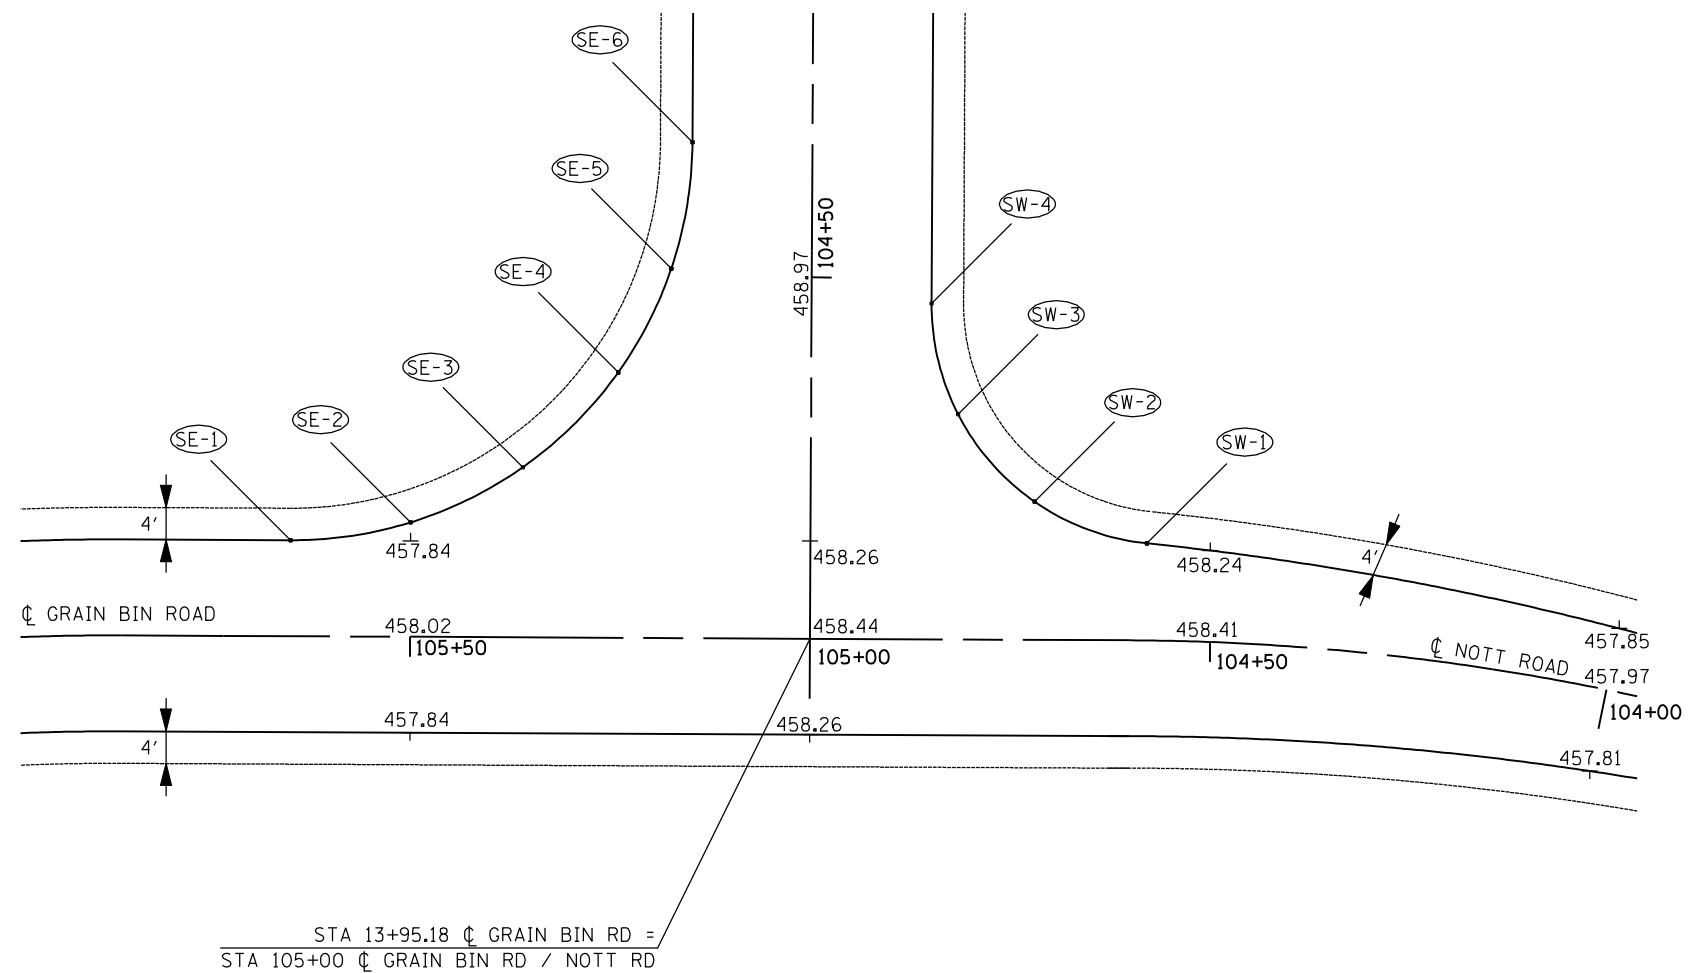 SE-6
SE-5
SW-4
104+50
458.97
SE-4
SW-3
SE-3
SW-2
SE-2
SE-1
SW-1
4'
457.84
458.26
458.24
4'
℄ GRAIN BIN ROAD
458.02
105+50
458.44
105+00
458.41
104+50
℄ NOTT ROAD
457.85
457.97
104+00
4'
457.84
458.26
457.81
STA 13+95.18 ℄ GRAIN BIN RD =
STA 105+00 ℄ GRAIN BIN RD / NOTT RD